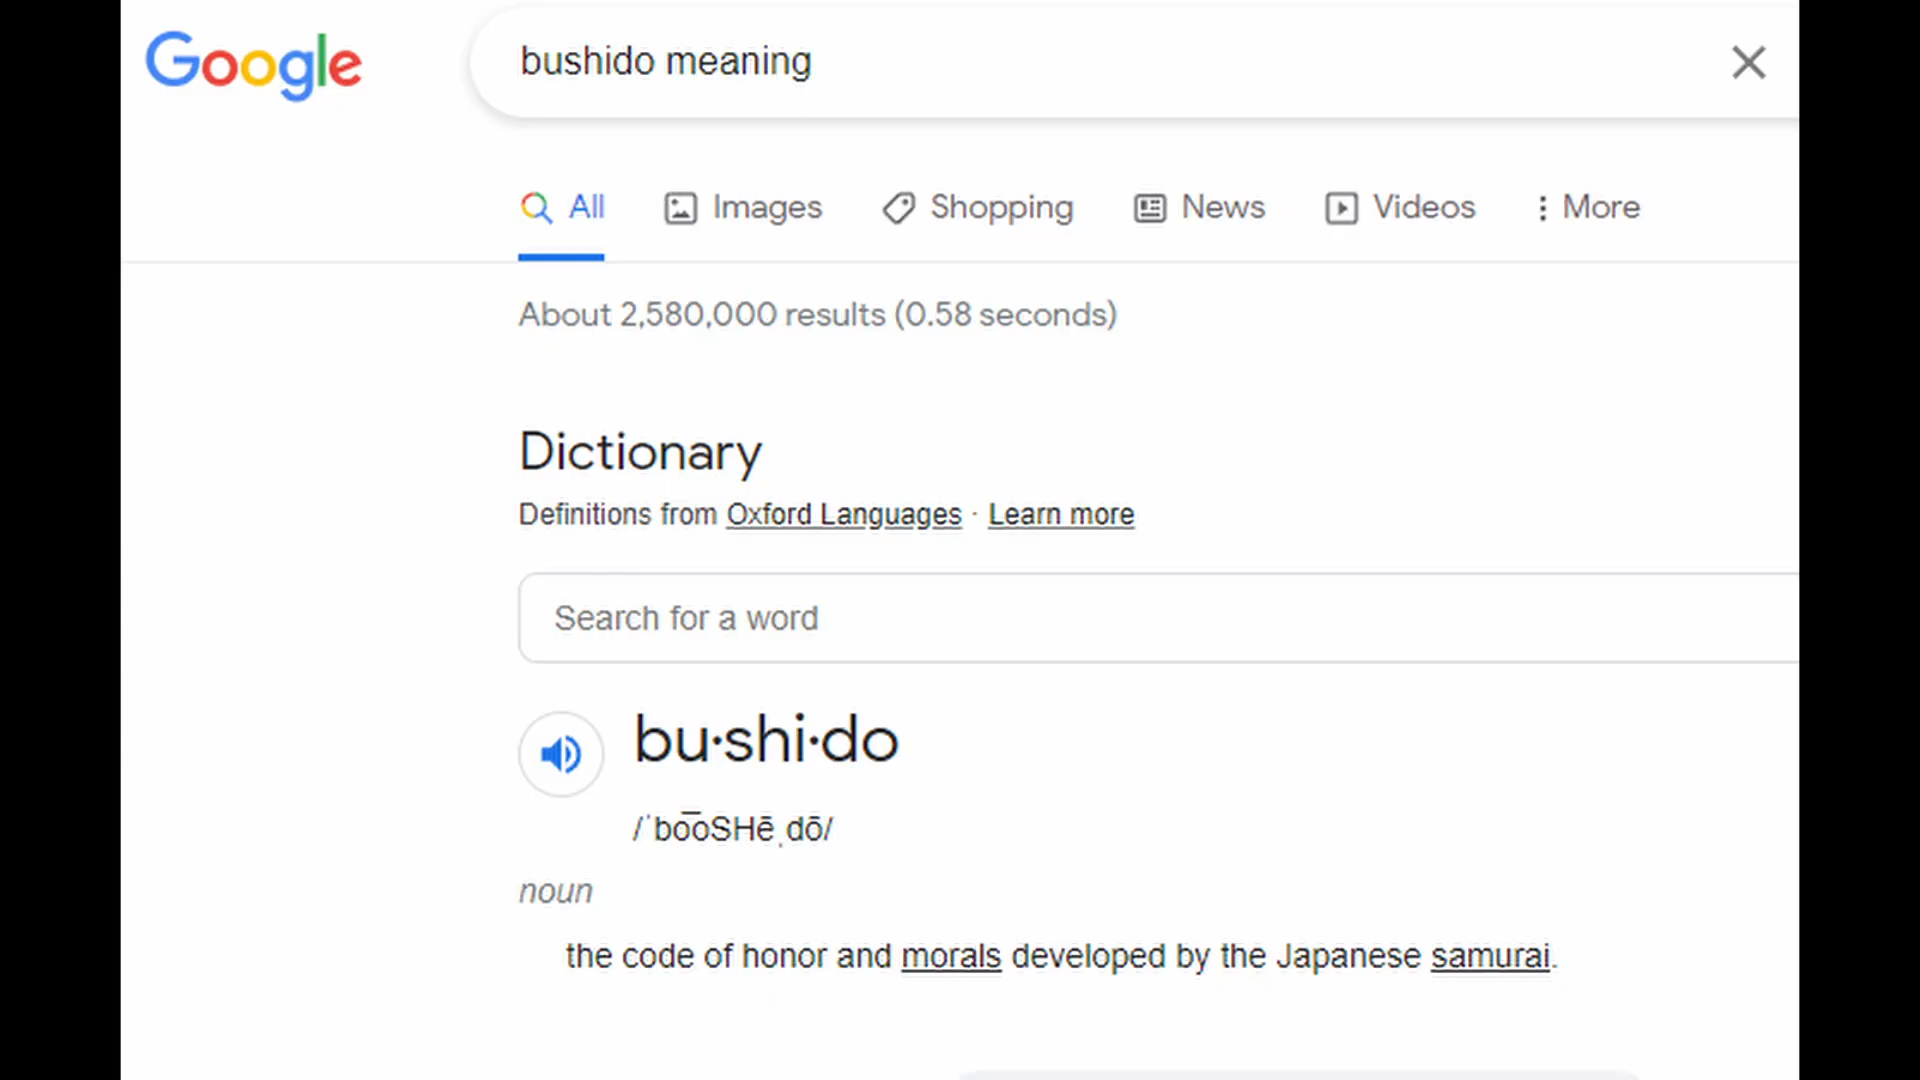 Google
bushido meaning
All Images Shopping News Videos More
About 2,580,000 results (0.58 seconds)
Dictionary
Definitions from Oxford Languages · Learn more
Search for a word
bu·shi·do
/ˈbo͞oSHēˌdō/
noun
the code of honor and morals developed by the Japanese samurai.